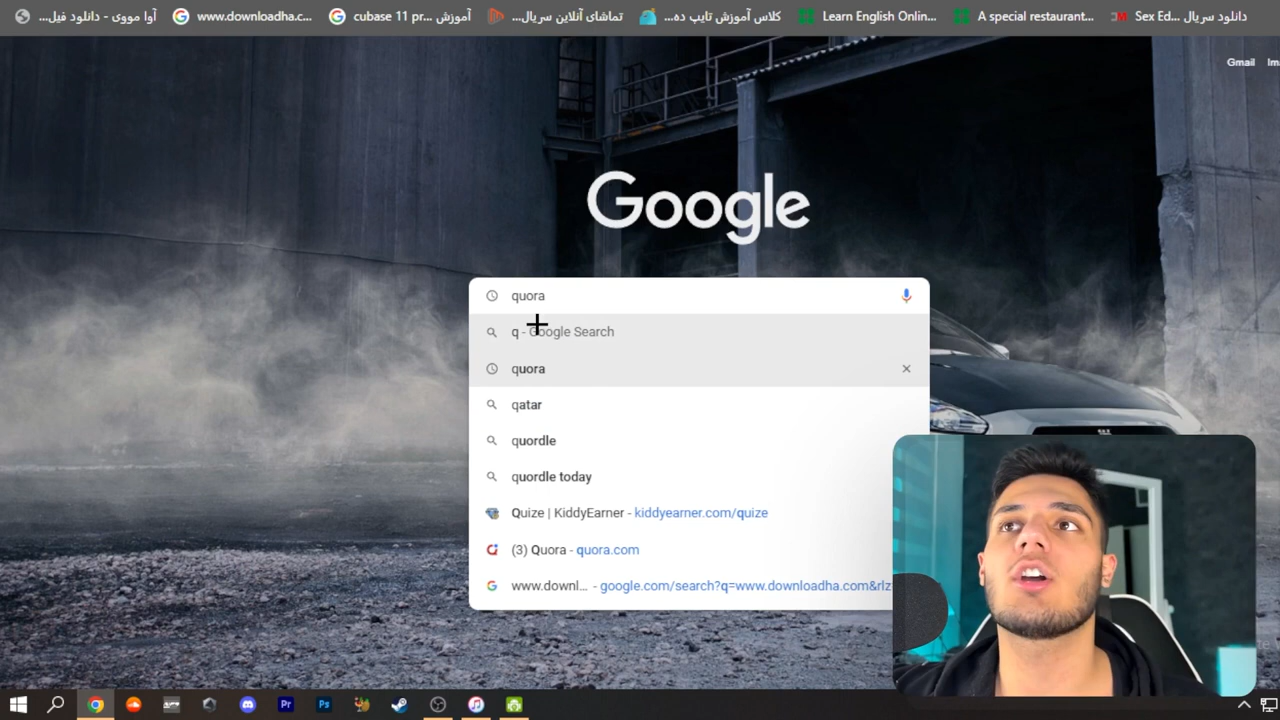 آوا مووی - دانلود فیل...
www.downloadha.c...
آموزش cubase 11 pr...
تماشای آنلاین سریال...
کلاس آموزش تایپ ده...
Learn English Onlin...
A special restaurant...
دانلود سریال Sex Ed...
Gmail
Google
quora
q - Google Search
quora
qatar
quordle
quordle today
Quize | KiddyEarner - kiddyearner.com/quize
(3) Quora - quora.com
www.downl... - google.com/search?q=www.downloadha.com&rlz
Pr
Ps